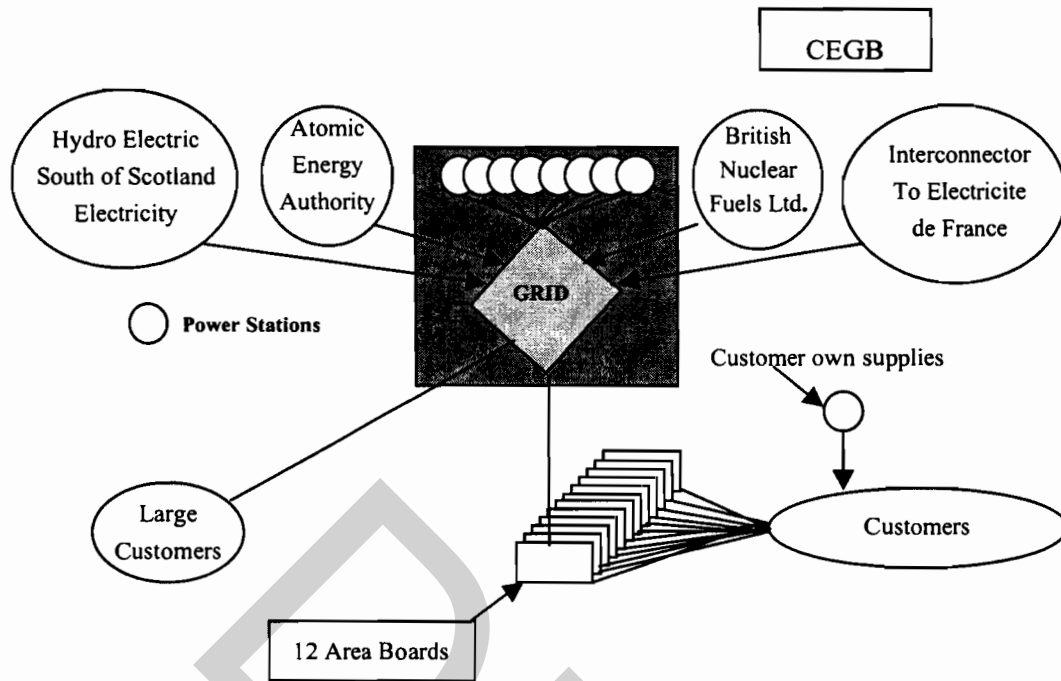 CEGB
Hydro Electric
South of Scotland
Electricity
Atomic
Energy
Authority
British
Nuclear
Fuels Ltd.
Interconnector
To Electricite
de France
GRID
Power Stations
Customer own supplies
Large
Customers
Customers
12 Area Boards